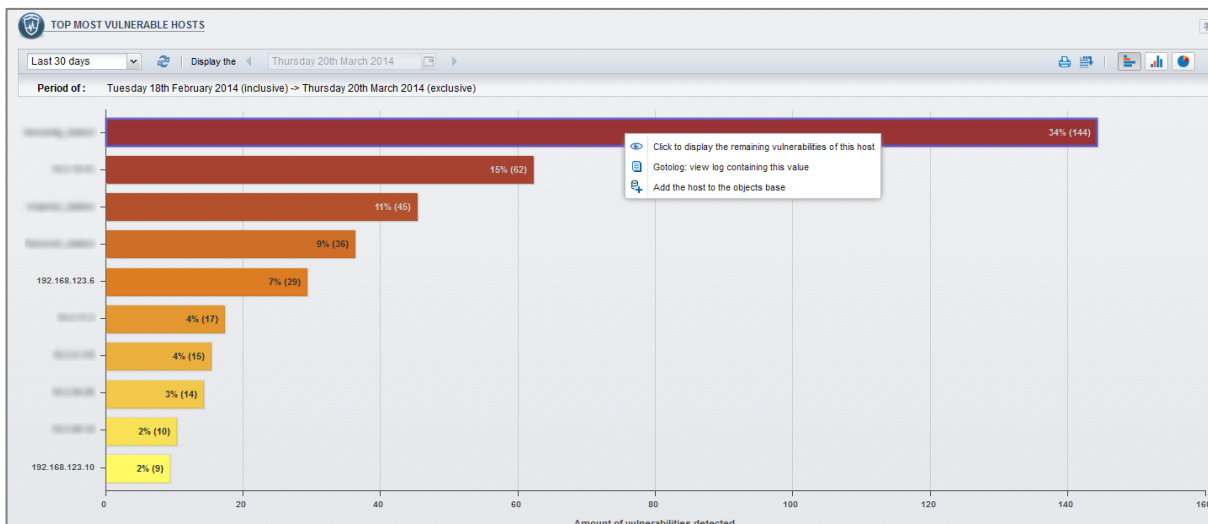 TOP MOST VULNERABLE HOSTS
Last 30 days Display the Thursday 20th March 2014
Period of : Tuesday 18th February 2014 (inclusive) -> Thursday 20th March 2014 (exclusive)
34% (144)
Click to display the remaining vulnerabilities of this host
15% (62)
Gotolog: view log containing this value
Add the host to the objects base
11% (45)
9% (36)
192.168.123.6 7% (29)
4% (17)
4% (15)
3% (14)
2% (10)
192.168.123.10 2% (9)
0 20 40 60 80 100 120 140 160
Amount of vulnerabilities detected